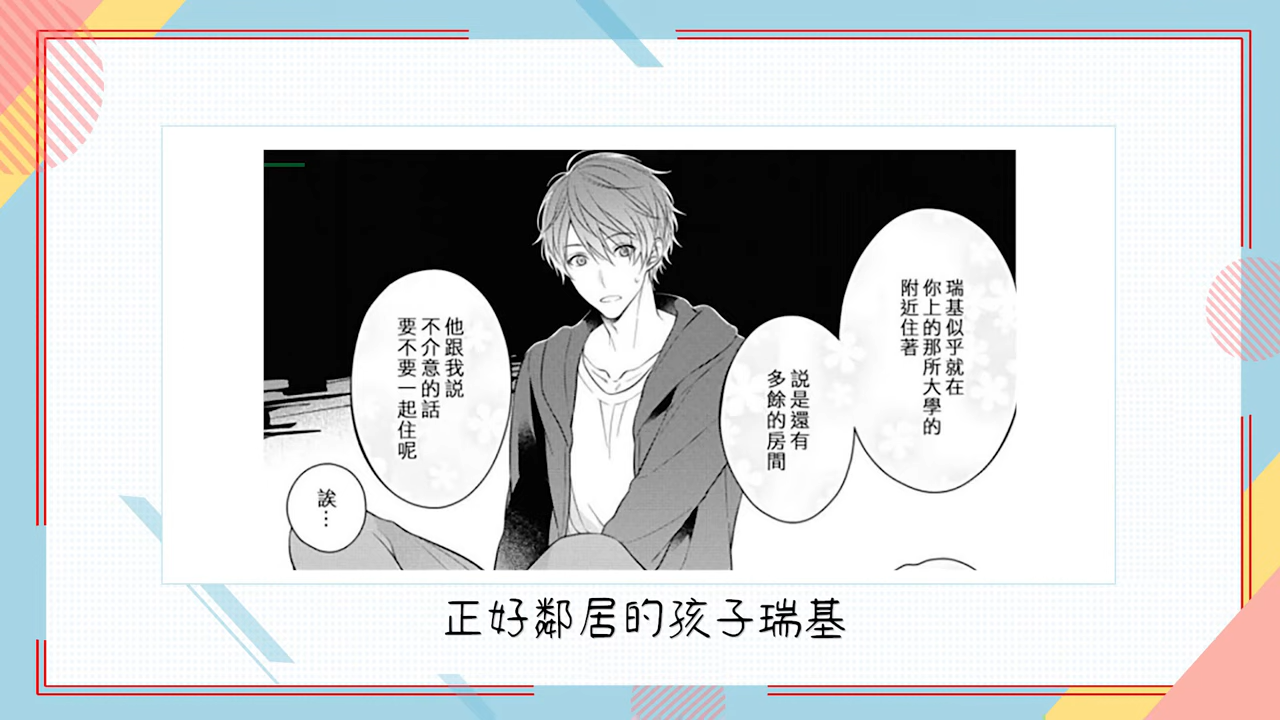 瑞基似乎就在
你上的那所大學的
附近住著
説是還有
多餘的房間
他跟我説
不介意的話
要不要一起住呢
誒…
正好鄰居的孩子瑞基